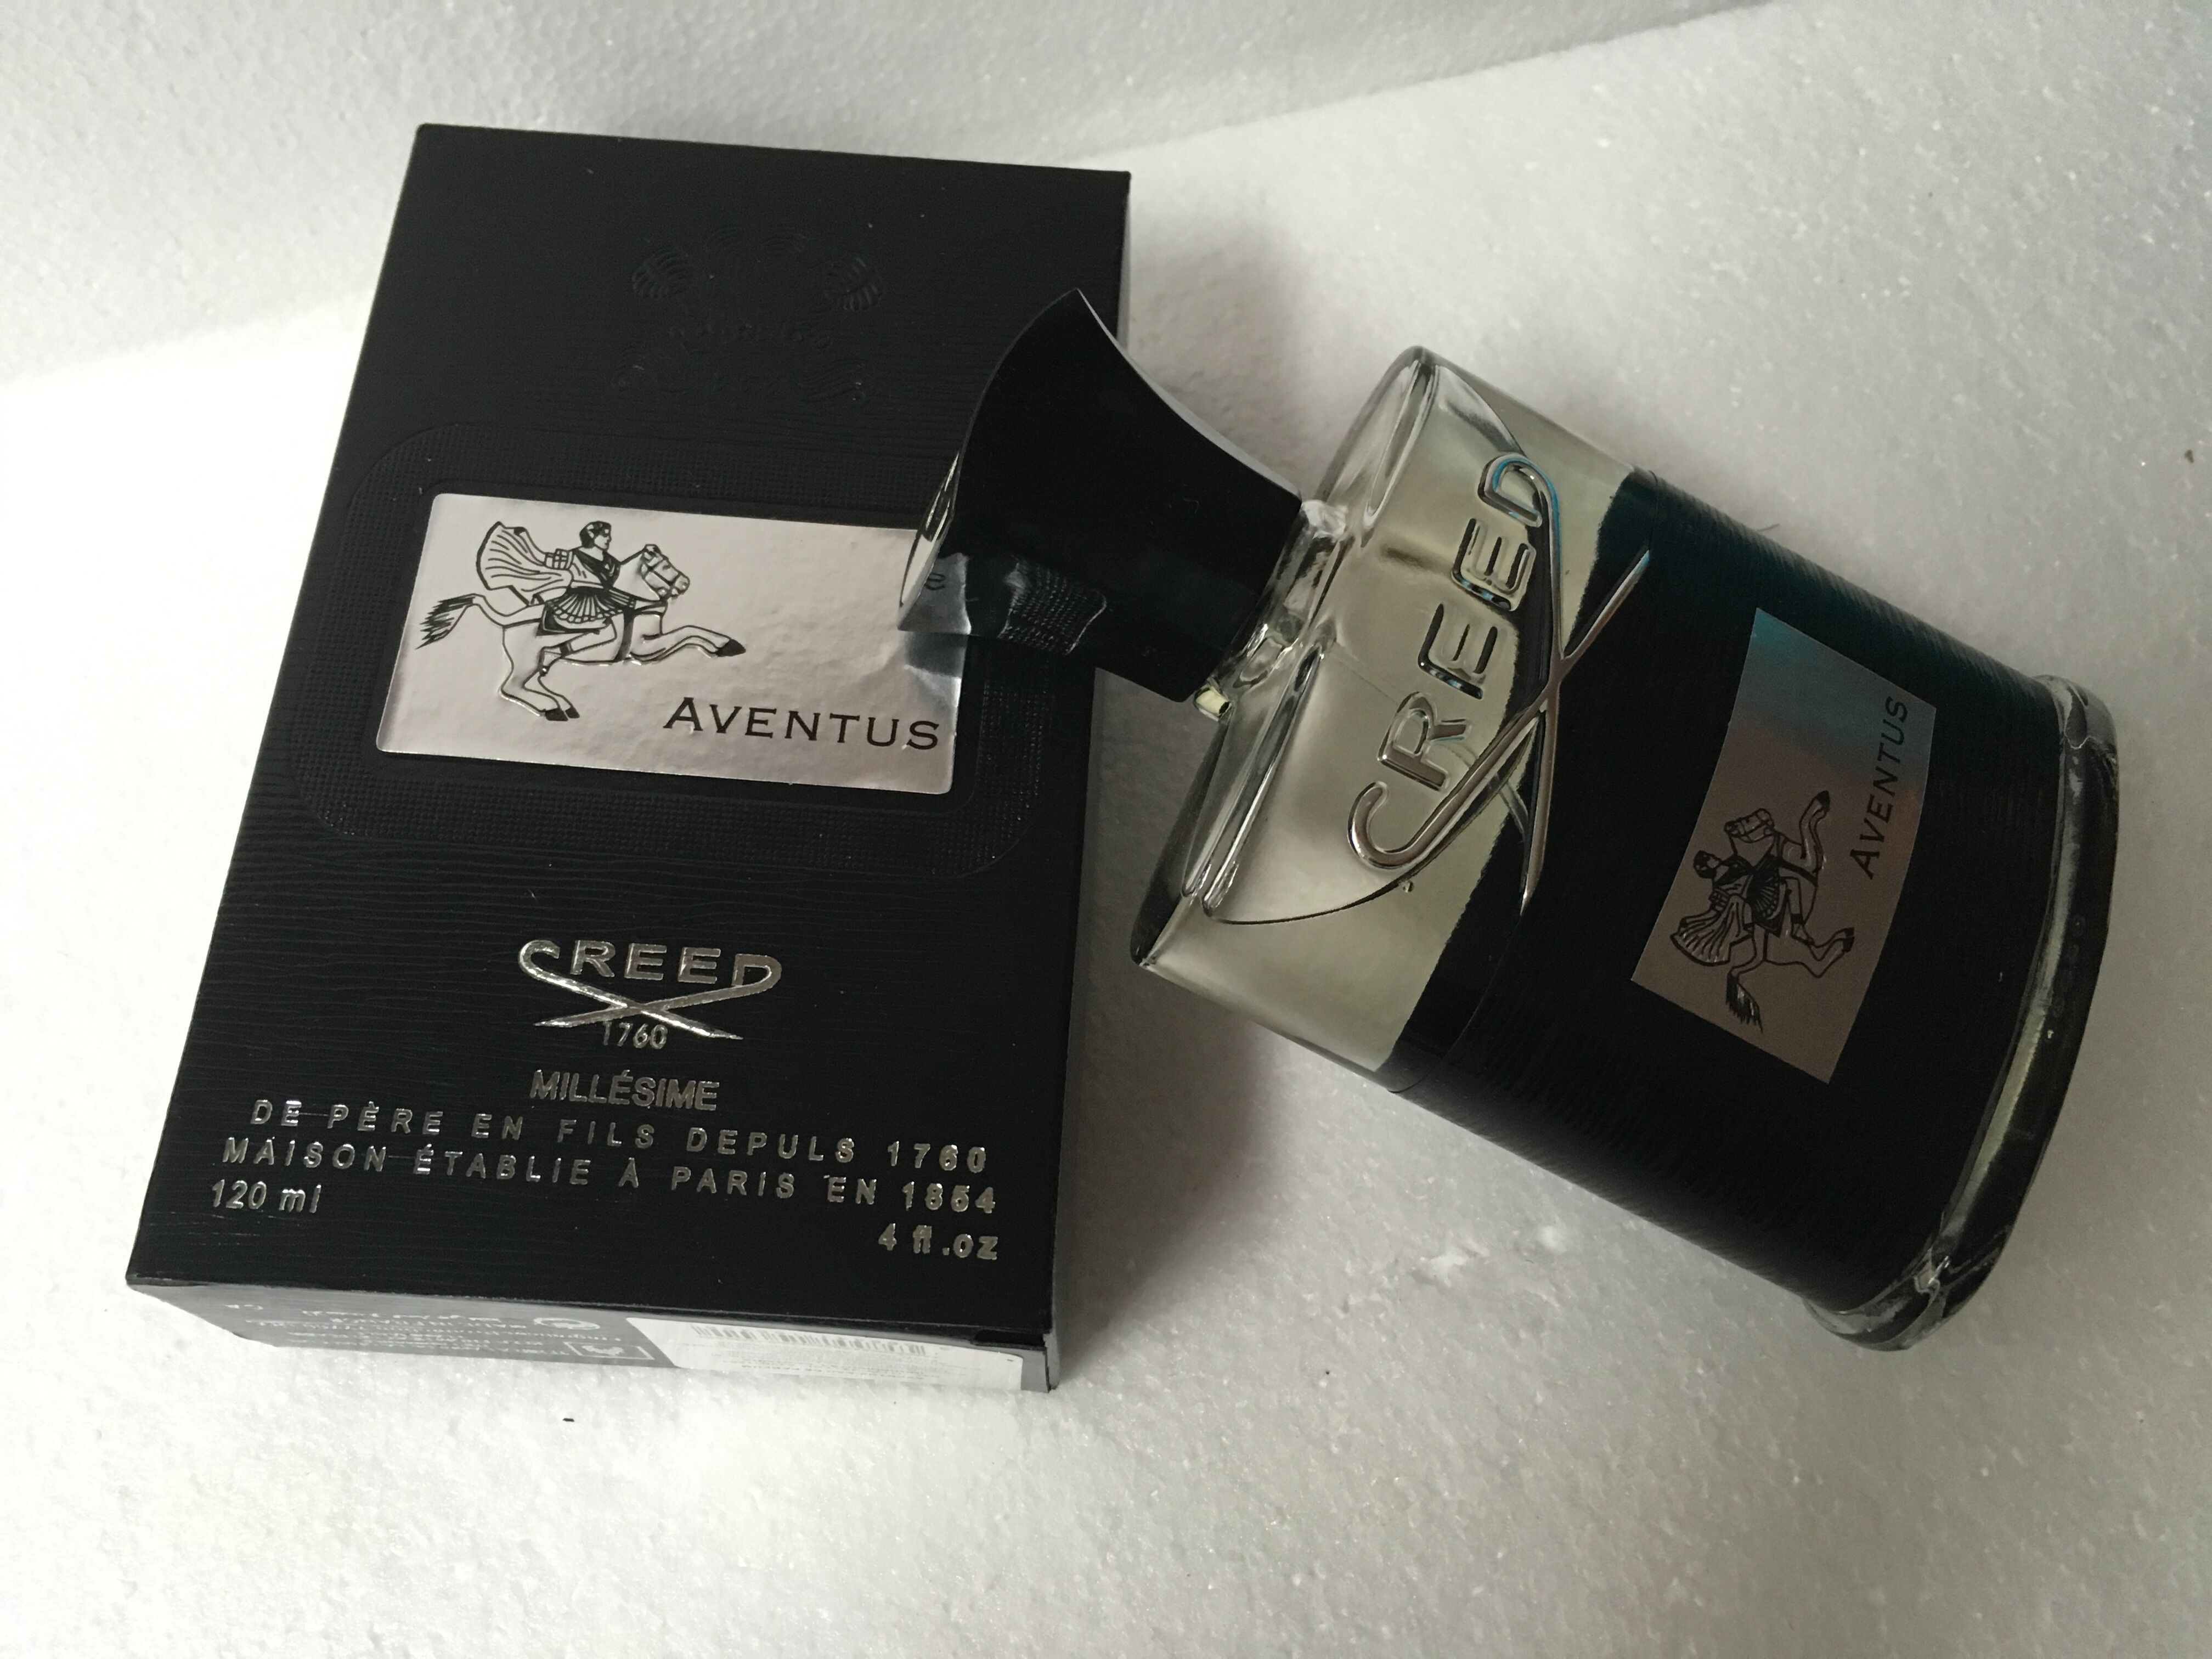 AVENTUS
CREED
1760
MILLÉSIME
DE PÈRE EN FILS DEPULS 1760
MAISON ÉTABLIE À PARIS EN 1854
120 ml
4 fl.oz
CREED
AVENTUS